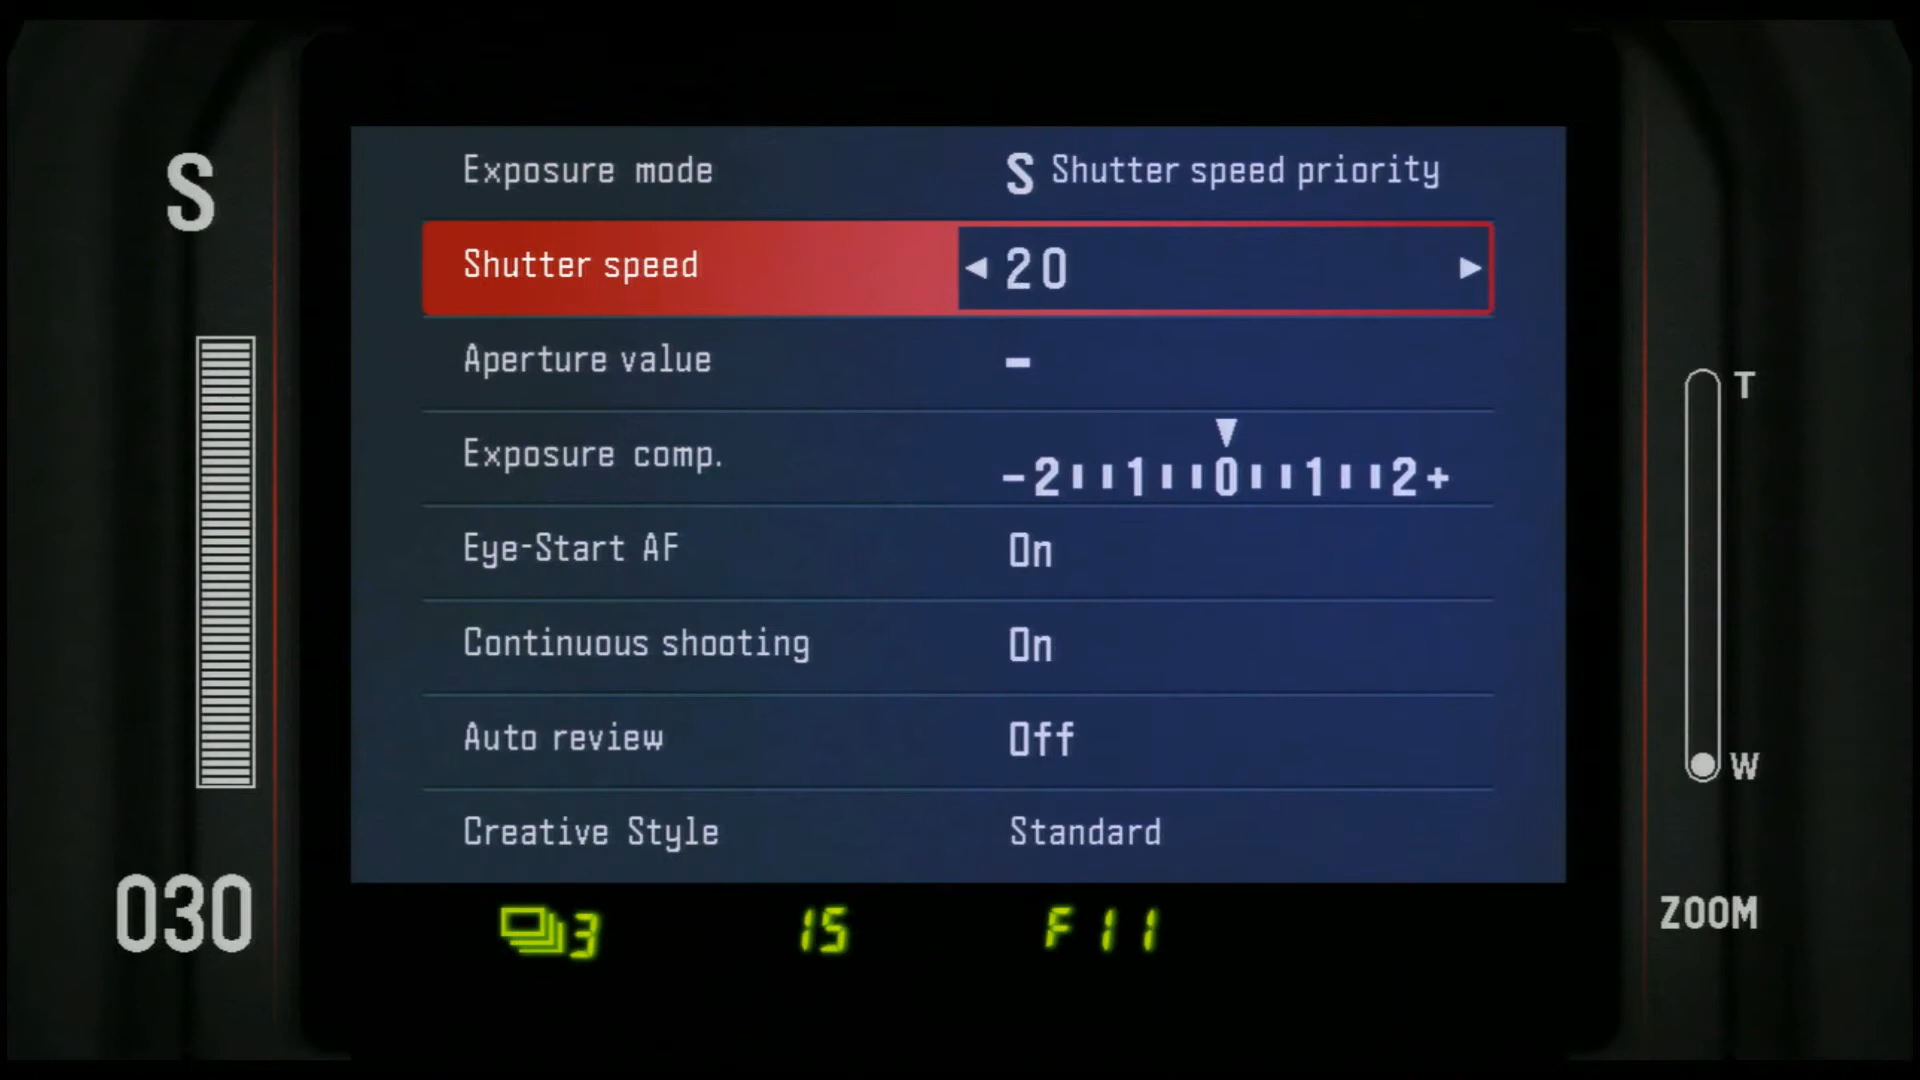 S
Exposure mode S Shutter speed priority
Shutter speed 20
Aperture value -
Exposure comp. -2 1 0 1 2+
Eye-Start AF On
Continuous shooting On
Auto review Off
Creative Style Standard
T
W
ZOOM
030
3 15 F11